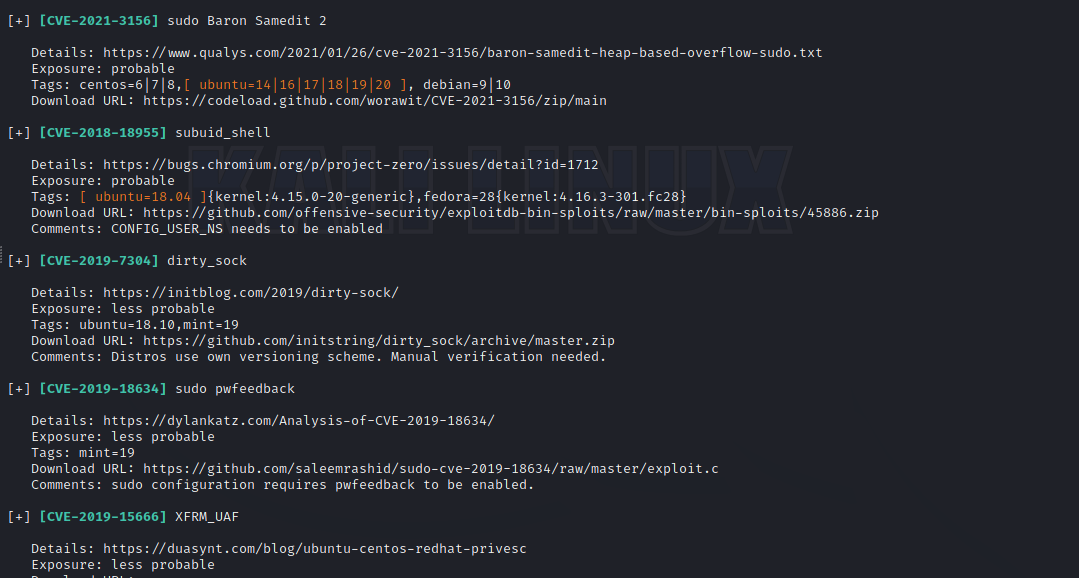 [+] [CVE-2021-3156] sudo Baron Samedit 2
Details: https://www.qualys.com/2021/01/26/cve-2021-3156/baron-samedit-heap-based-overflow-sudo.txt
Exposure: probable
Tags: centos=6|7|8,[ ubuntu=14|16|17|18|19|20 ], debian=9|10
Download URL: https://codeload.github.com/worawit/CVE-2021-3156/zip/main
[+] [CVE-2018-18955] subuid_shell
Details: https://bugs.chromium.org/p/project-zero/issues/detail?id=1712
Exposure: probable
Tags: [ ubuntu=18.04 ]{kernel:4.15.0-20-generic},fedora=28{kernel:4.16.3-301.fc28}
Download URL: https://github.com/offensive-security/exploitdb-bin-sploits/raw/master/bin-sploits/45886.zip
Comments: CONFIG_USER_NS needs to be enabled
KALI LINUX
[+] [CVE-2019-7304] dirty_sock
Details: https://initblog.com/2019/dirty-sock/
Exposure: less probable
Tags: ubuntu=18.10,mint=19
Download URL: https://github.com/initstring/dirty_sock/archive/master.zip
Comments: Distros use own versioning scheme. Manual verification needed.
[+] [CVE-2019-18634] sudo pwfeedback
Details: https://dylankatz.com/Analysis-of-CVE-2019-18634/
Exposure: less probable
Tags: mint=19
Download URL: https://github.com/saleemrashid/sudo-cve-2019-18634/raw/master/exploit.c
Comments: sudo configuration requires pwfeedback to be enabled.
[+] [CVE-2019-15666] XFRM_UAF
Details: https://duasynt.com/blog/ubuntu-centos-redhat-privesc
Exposure: less probable
Download URL: